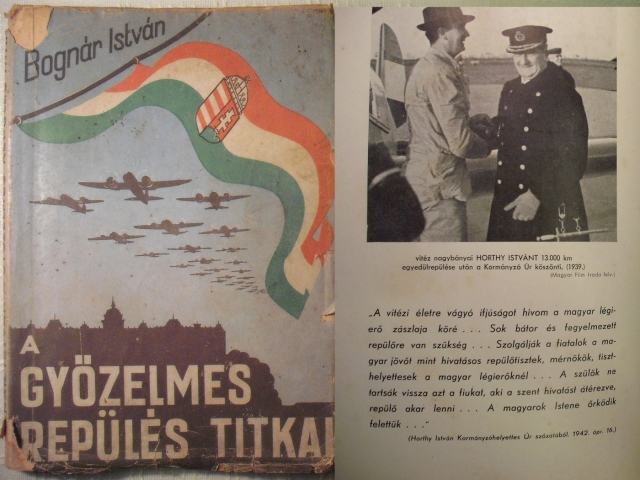 Bognár István
A
GYŐZELMES
REPÜLÉS TITKAI
vitéz nagybányai HORTHY ISTVÁNT 13.000 km
egyedülrepülése után a Kormányzó Úr köszönti. (1939.)
(Magyar Film Iroda felv.)
„A vitézi életre vágyó ifjúságot hívom a magyar légi-
erő zászlaja köré . . . Sok bátor és fegyelmezett
repülőre van szükség . . . Szolgálják a fiatalok a ma-
gyar jövőt mint hivatásos repülőtisztek, mérnökök, tiszt-
helyettesek a magyar légierőknél . . . A szülők ne
tartsák vissza azt a fiukat, aki a szent hivatást átérezve,
repülő akar lenni . . . A magyarok Istene őrködik
felettük . . ."
(Horthy István Kormányzóhelyettes Úr szózatából. 1942. ápr. 16.)